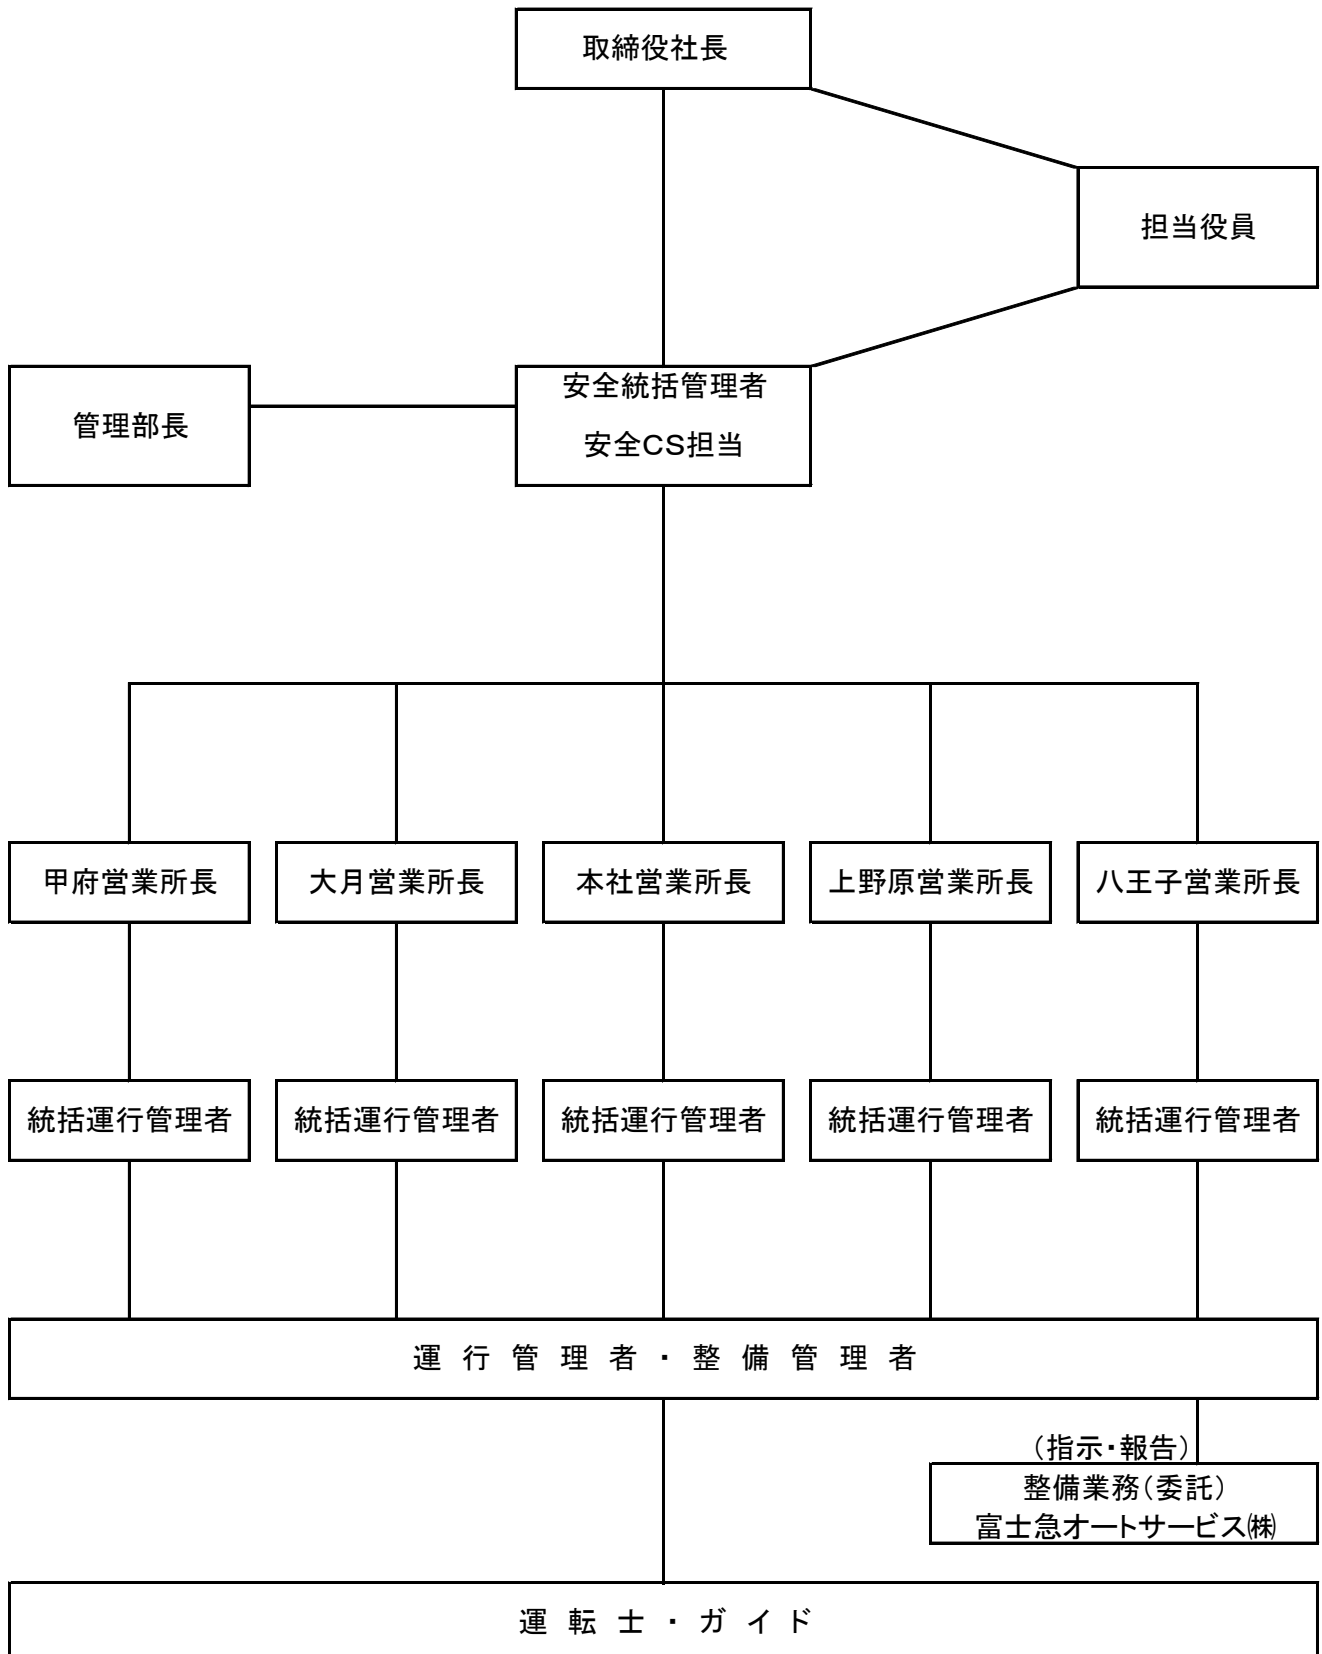 取締役社長
担当役員
管理部長
安全統括管理者
安全CS担当
甲府営業所長
大月営業所長
本社営業所長
上野原営業所長
八王子営業所長
統括運行管理者
統括運行管理者
統括運行管理者
統括運行管理者
統括運行管理者
運行管理者・整備管理者
（指示・報告）
整備業務（委託）
富士急オートサービス㈱
運転士・ガイド